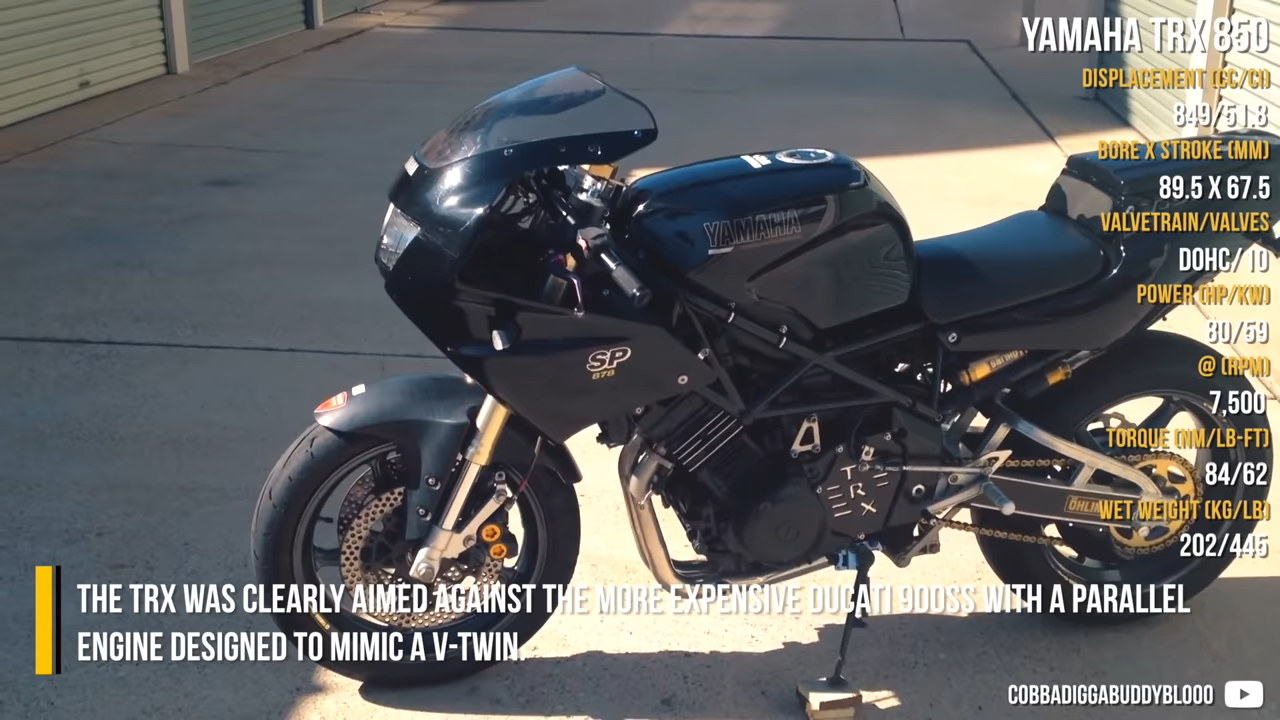 YAMAHA TRX 850
DISPLACEMENT (CC/CI)
849/51.8
BORE X STROKE (MM)
89.5 X 67.5
VALVETRAIN/VALVES
DOHC/10
POWER (HP/KW)
80/59
@ (RPM)
7,500
TORQUE (NM/LB-FT)
84/62
WET WEIGHT (KG/LB)
202/445
YAMAHA
SP
878
ÖHLINS
TRX
ÖHLIN
THE TRX WAS CLEARLY AIMED AGAINST THE MORE EXPENSIVE DUCATI 900SS WITH A PARALLEL
ENGINE DESIGNED TO MIMIC A V-TWIN.
COBBADIGGABUDDYBLOOO